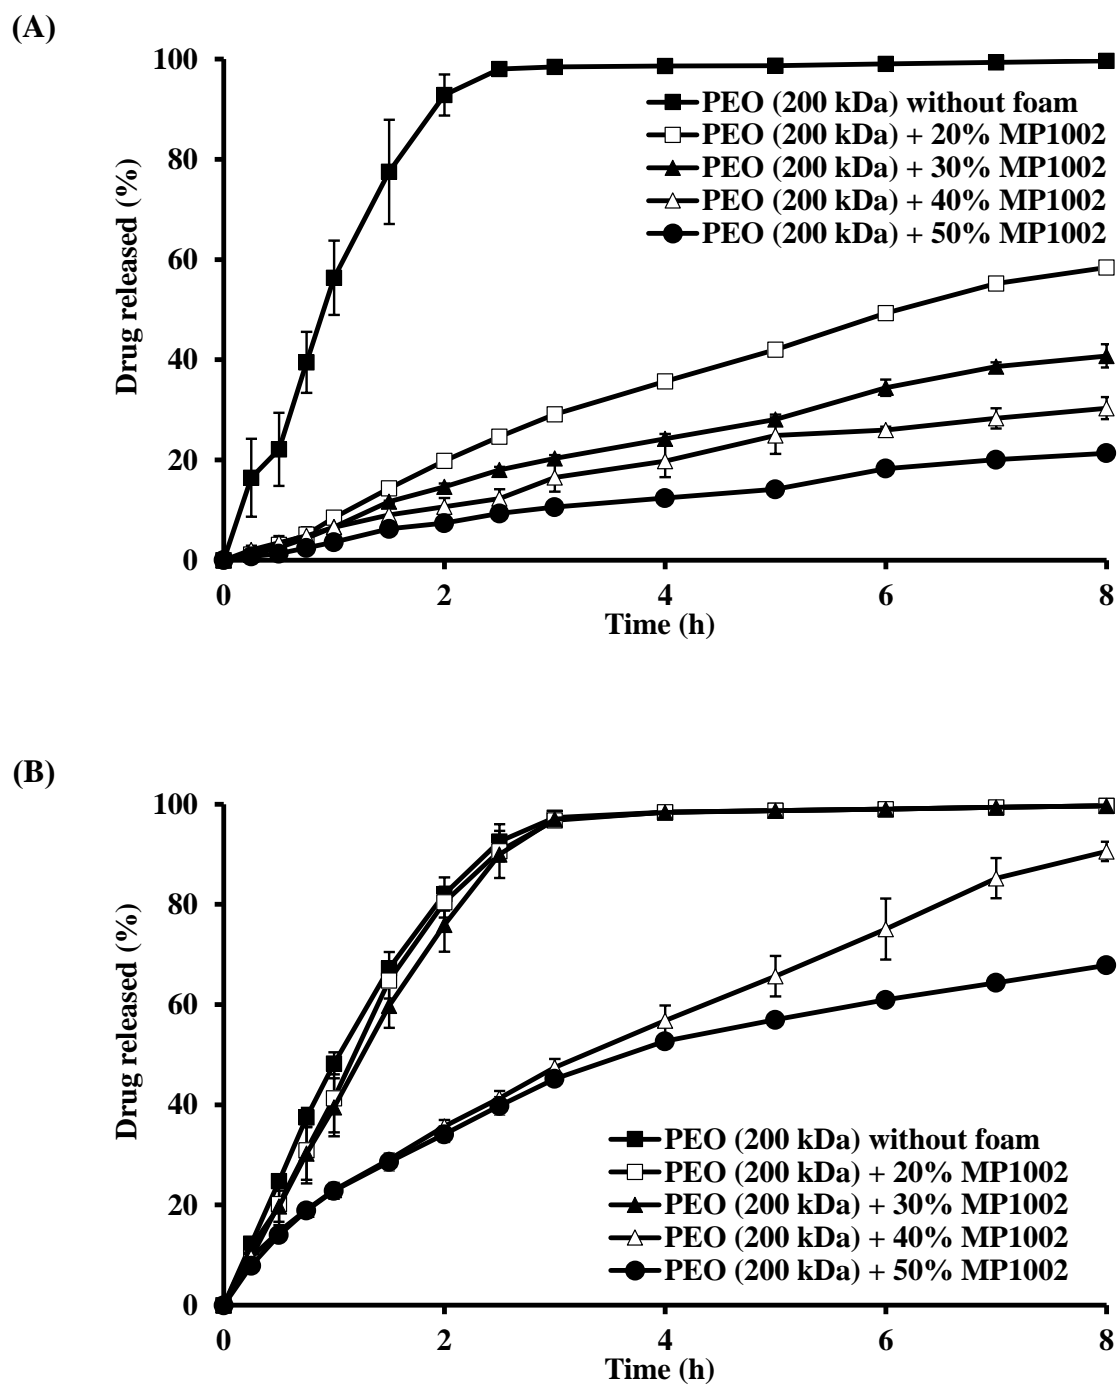 (A)
100
80
60
40
20
0
Drug released (%)
PEO (200 kDa) without foam
PEO (200 kDa) + 20% MP1002
PEO (200 kDa) + 30% MP1002
PEO (200 kDa) + 40% MP1002
PEO (200 kDa) + 50% MP1002
0 2 4 6 8
Time (h)
(B)
100
80
60
40
20
0
Drug released (%)
PEO (200 kDa) without foam
PEO (200 kDa) + 20% MP1002
PEO (200 kDa) + 30% MP1002
PEO (200 kDa) + 40% MP1002
PEO (200 kDa) + 50% MP1002
0 2 4 6 8
Time (h)